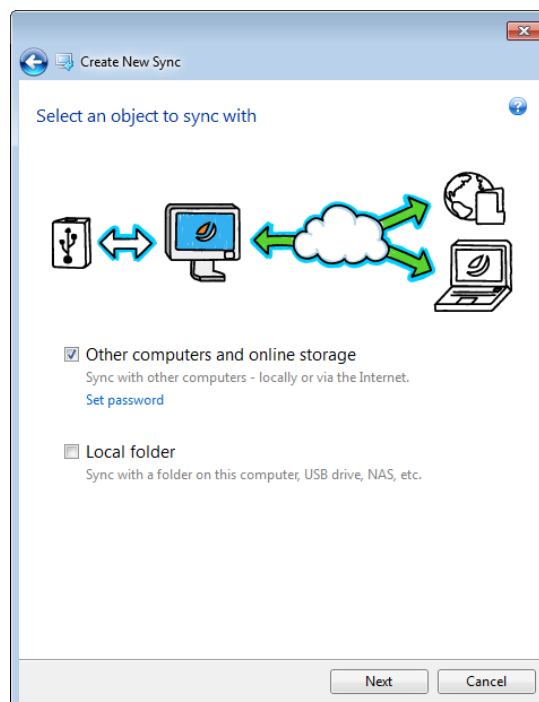 Create New Sync
Select an object to sync with
Other computers and online storage
Sync with other computers - locally or via the Internet.
Set password
Local folder
Sync with a folder on this computer, USB drive, NAS, etc.
Next Cancel